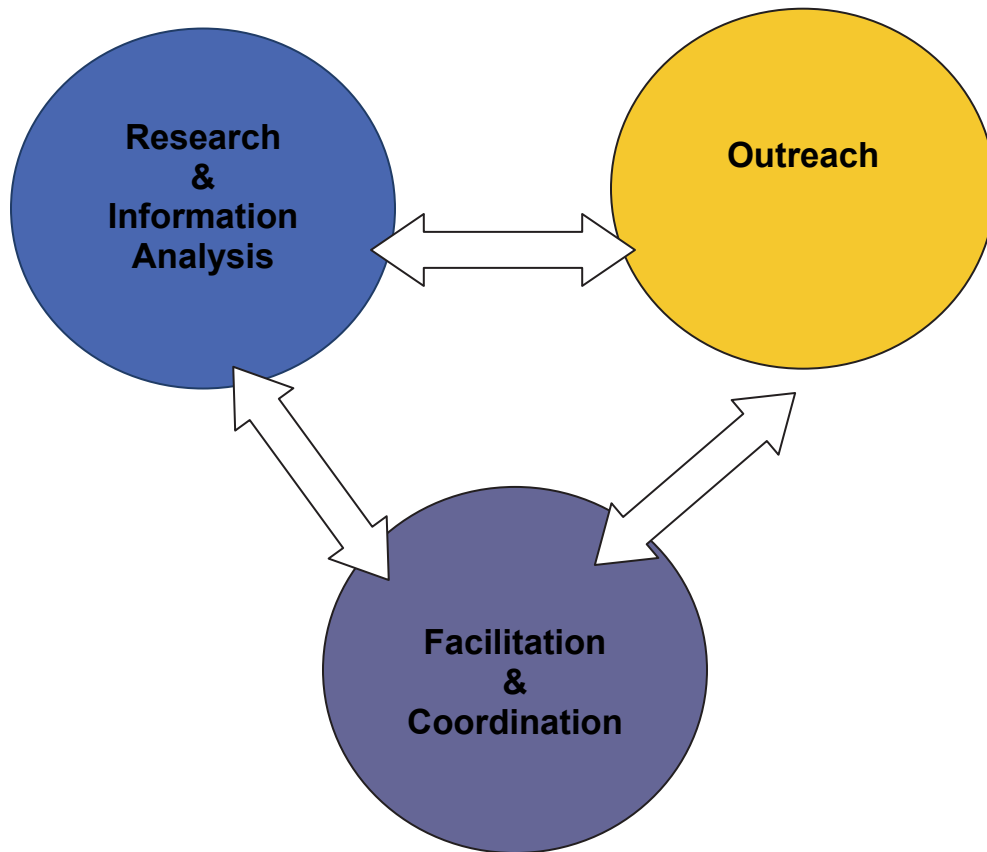 Research
&
Information
Analysis
Outreach
Facilitation
&
Coordination